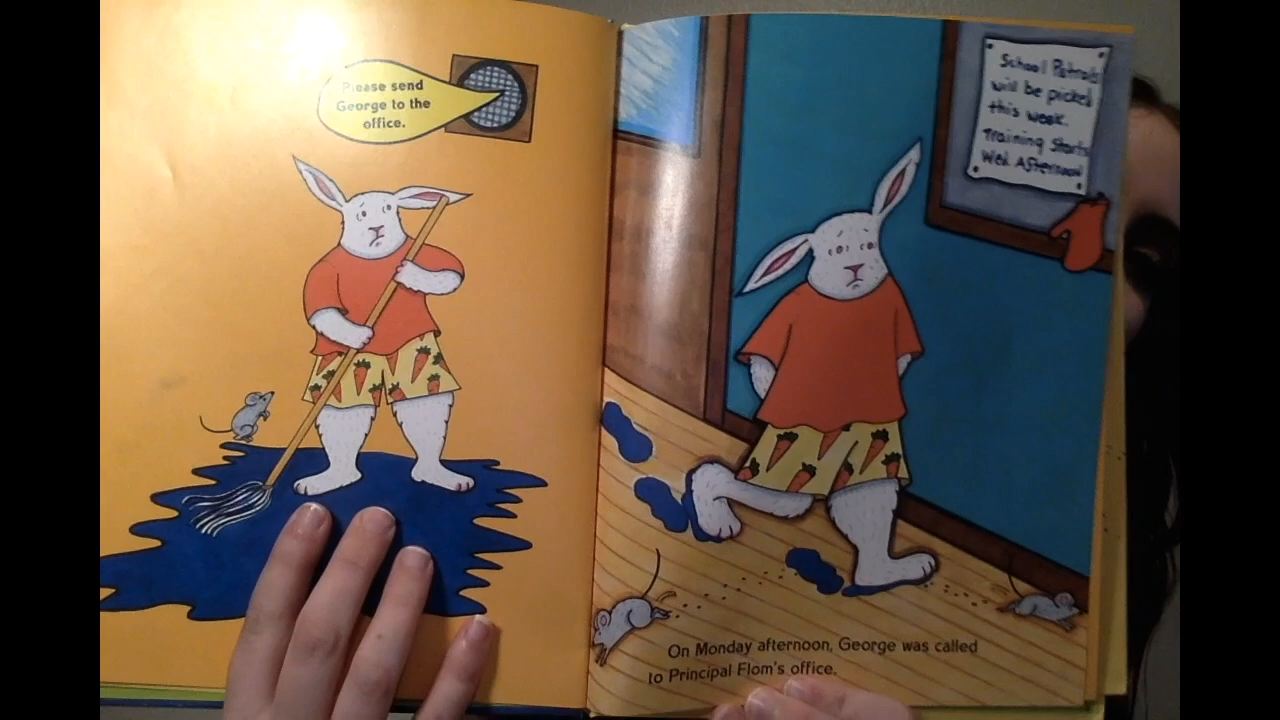 Please send
George to the
office.
School Patrols
will be picked
this week.
Training Starts
Wed. Afternoon
On Monday afternoon, George was called
to Principal Flom's office.